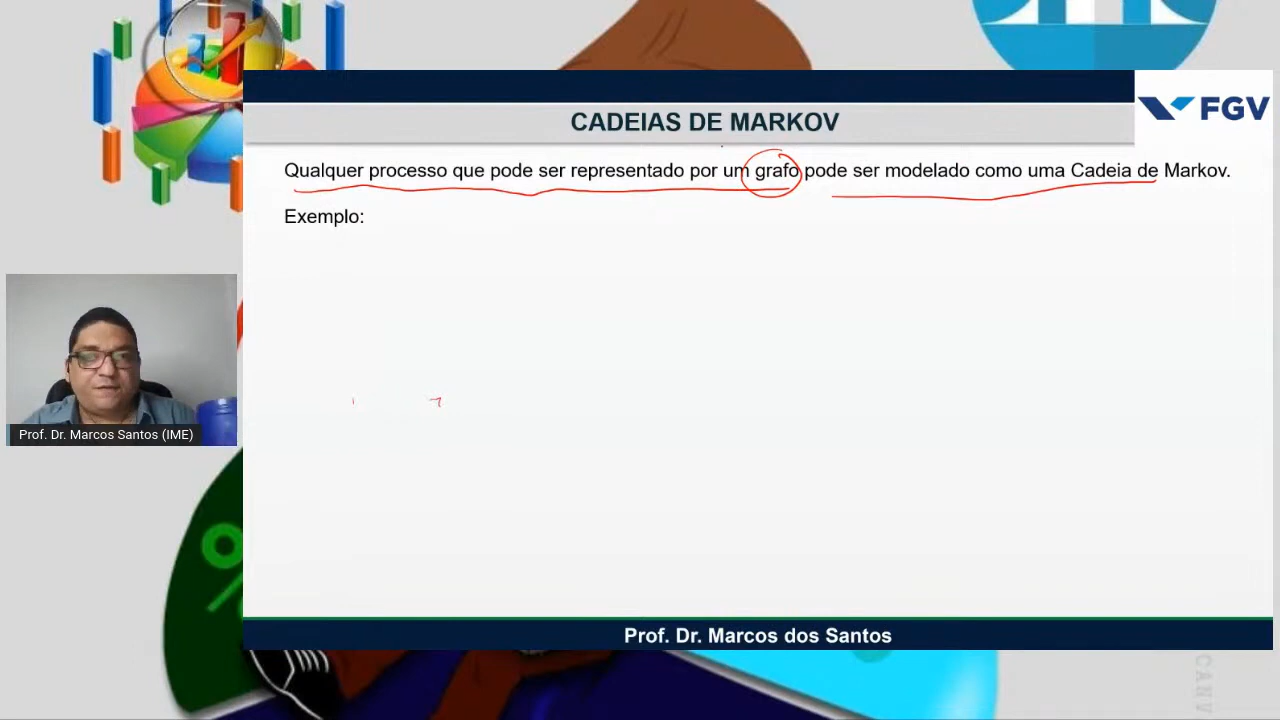 FGV
CADEIAS DE MARKOV
Qualquer processo que pode ser representado por um grafo pode ser modelado como uma Cadeia de Markov.
Exemplo:
Prof. Dr. Marcos Santos (IME)
%
Prof. Dr. Marcos dos Santos
CANV